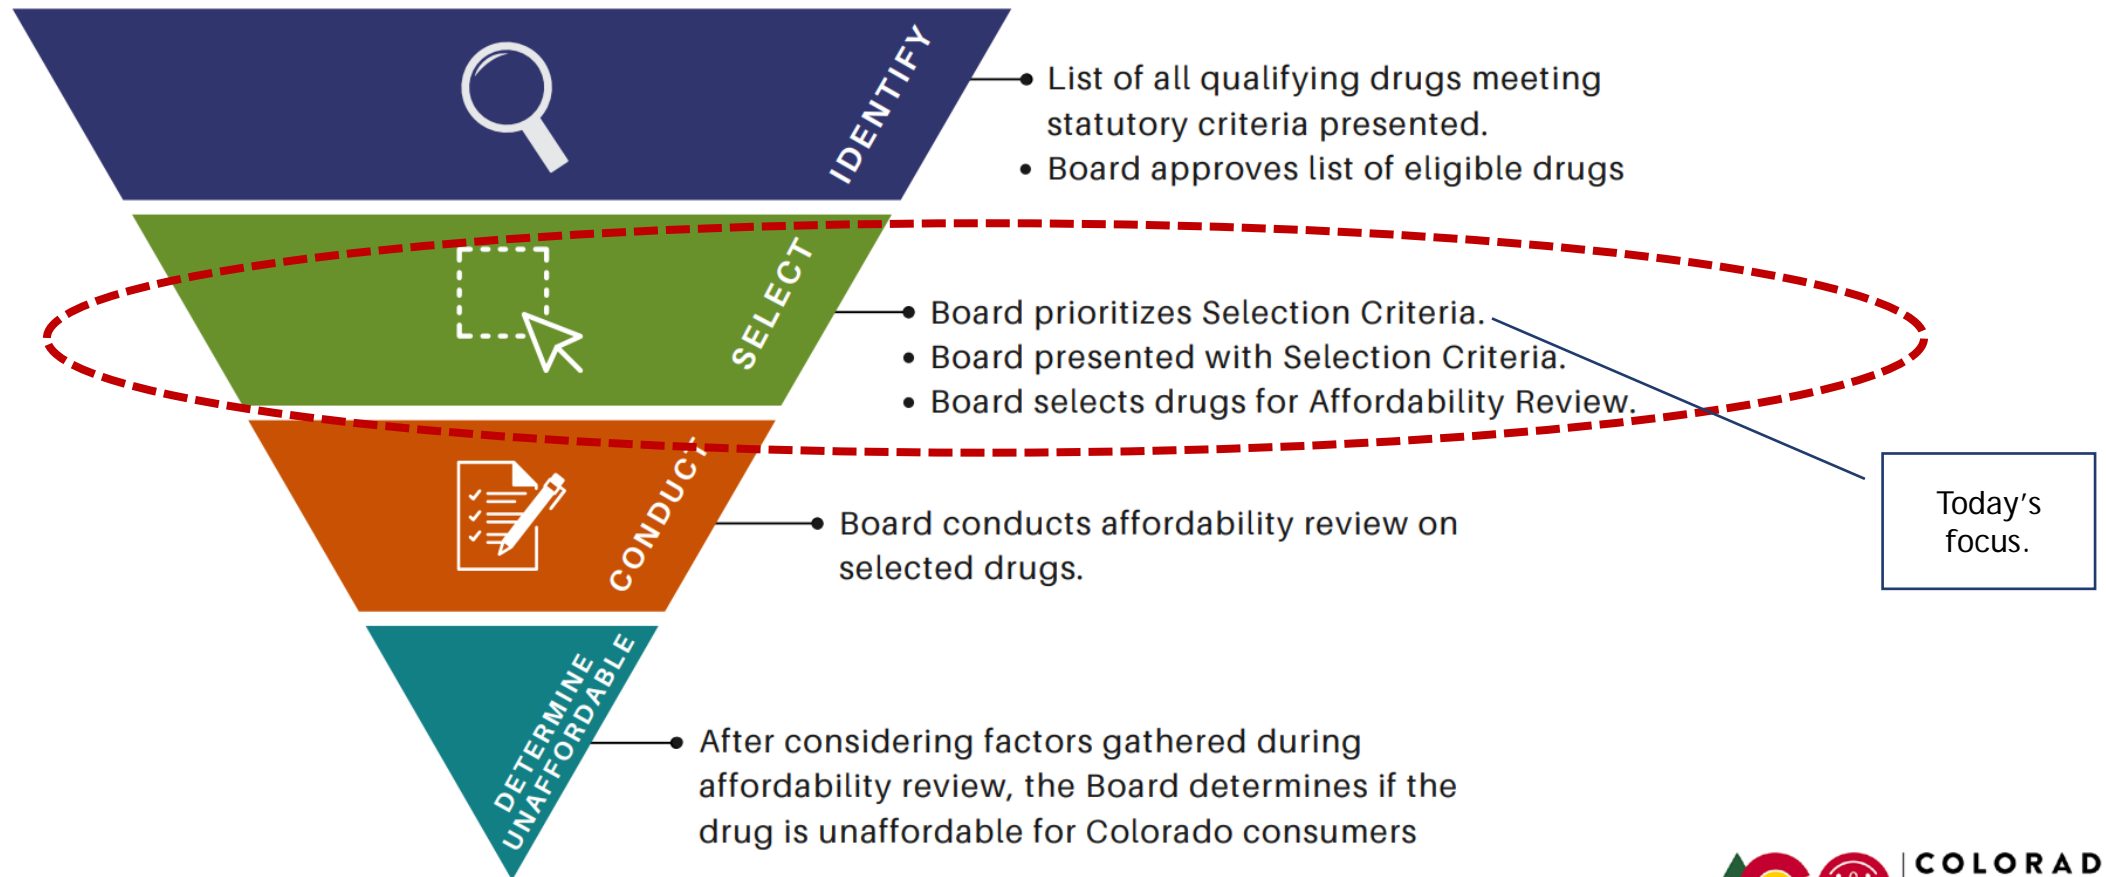 IDENTIFY
• List of all qualifying drugs meeting
statutory criteria presented.
• Board approves list of eligible drugs
SELECT
• Board prioritizes Selection Criteria.
• Board presented with Selection Criteria.
• Board selects drugs for Affordability Review.
Today's
focus.
CONDUCT
• Board conducts affordability review on
selected drugs.
DETERMINE
UNAFFORDABLE
• After considering factors gathered during
affordability review, the Board determines if the
drug is unaffordable for Colorado consumers
COLORAD